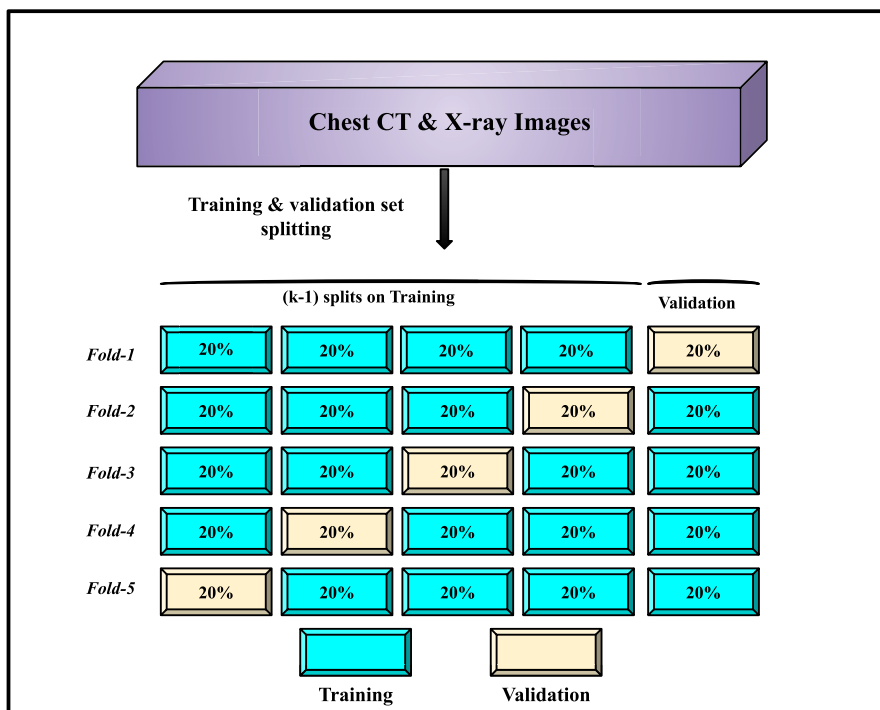 Chest CT & X-ray Images
Training & validation set
splitting
(k-1) splits on Training
Validation
Fold-1 20% 20% 20% 20% 20%
Fold-2 20% 20% 20% 20% 20%
Fold-3 20% 20% 20% 20% 20%
Fold-4 20% 20% 20% 20% 20%
Fold-5 20% 20% 20% 20% 20%
Training Validation